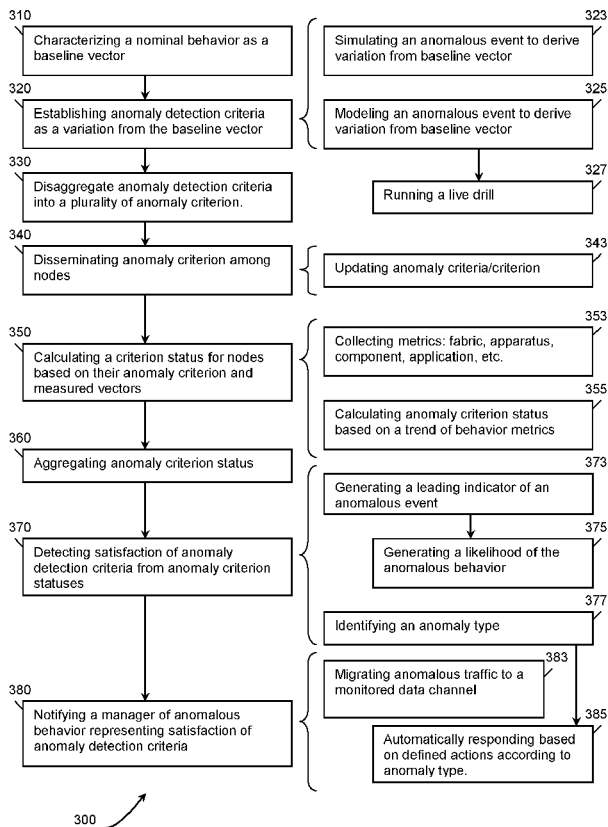 310
Characterizing a nominal behavior as a
baseline vector
320
Establishing anomaly detection criteria
as a variation from the baseline vector
330
Disaggregate anomaly detection criteria
into a plurality of anomaly criterion.
340
Disseminating anomaly criterion among
nodes
350
Calculating a criterion status for nodes
based on their anomaly criterion and
measured vectors
360
Aggregating anomaly criterion status
370
Detecting satisfaction of anomaly
detection criteria from anomaly criterion
statuses
380
Notifying a manager of anomalous
behavior representing satisfaction of
anomaly detection criteria
300
323
Simulating an anomalous event to derive
variation from baseline vector
325
Modeling an anomalous event to derive
variation from baseline vector
327
Running a live drill
343
Updating anomaly criteria/criterion
353
Collecting metrics: fabric, apparatus,
component, application, etc.
355
Calculating anomaly criterion status
based on a trend of behavior metrics
373
Generating a leading indicator of an
anomalous event
375
Generating a likelihood of the
anomalous behavior
377
Identifying an anomaly type
383
Migrating anomalous traffic to a
monitored data channel
385
Automatically responding based
on defined actions according to
anomaly type.